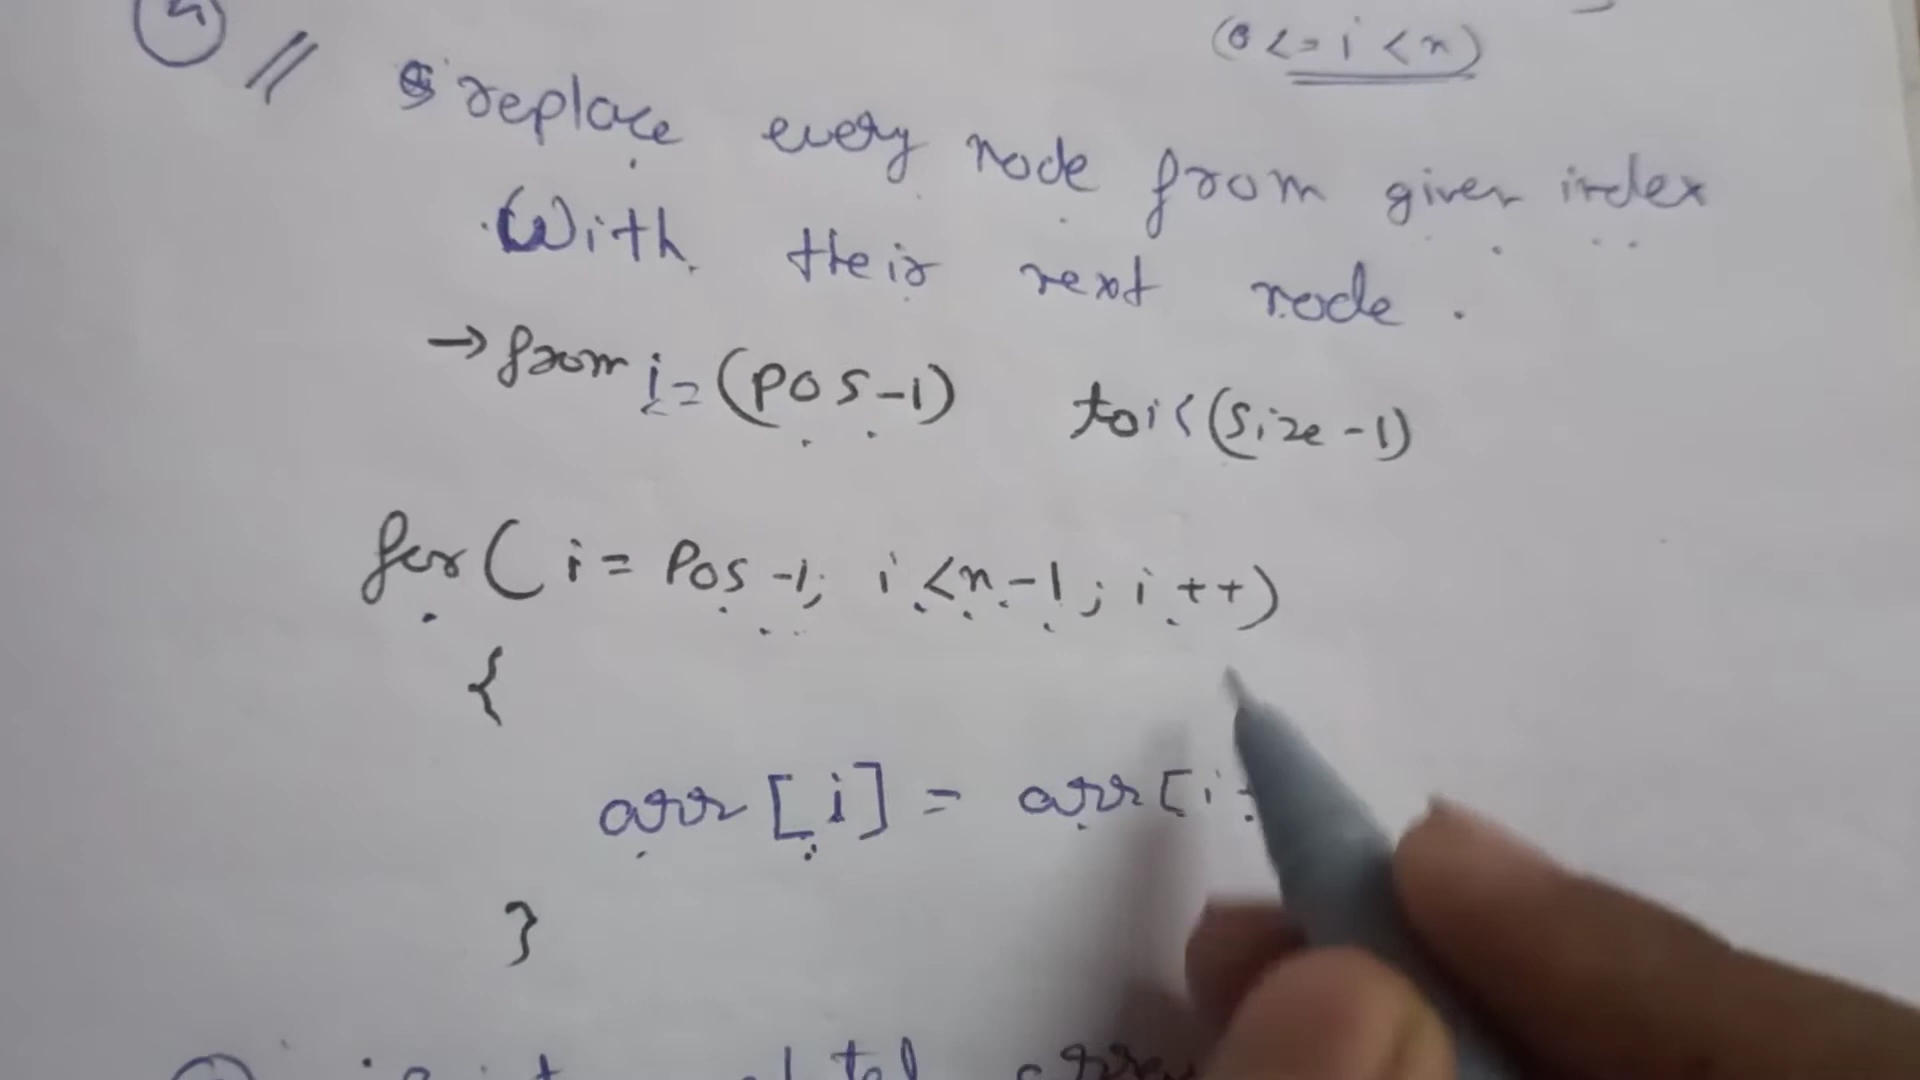 (0 <= i < n)
4 // replace every node from given index
With their next node.
→ from i = (pos-1) to i < (size-1)
for( i = Pos -1; i < n-1; i ++)
{
arr [i] = arr [i
}